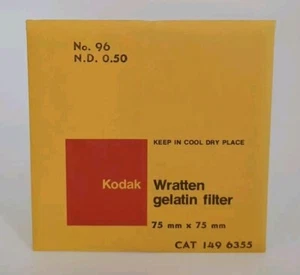 No. 96
N.D. 0.50
KEEP IN COOL DRY PLACE
Kodak
Wratten
gelatin filter
75 mm x 75 mm
CAT 149 6355